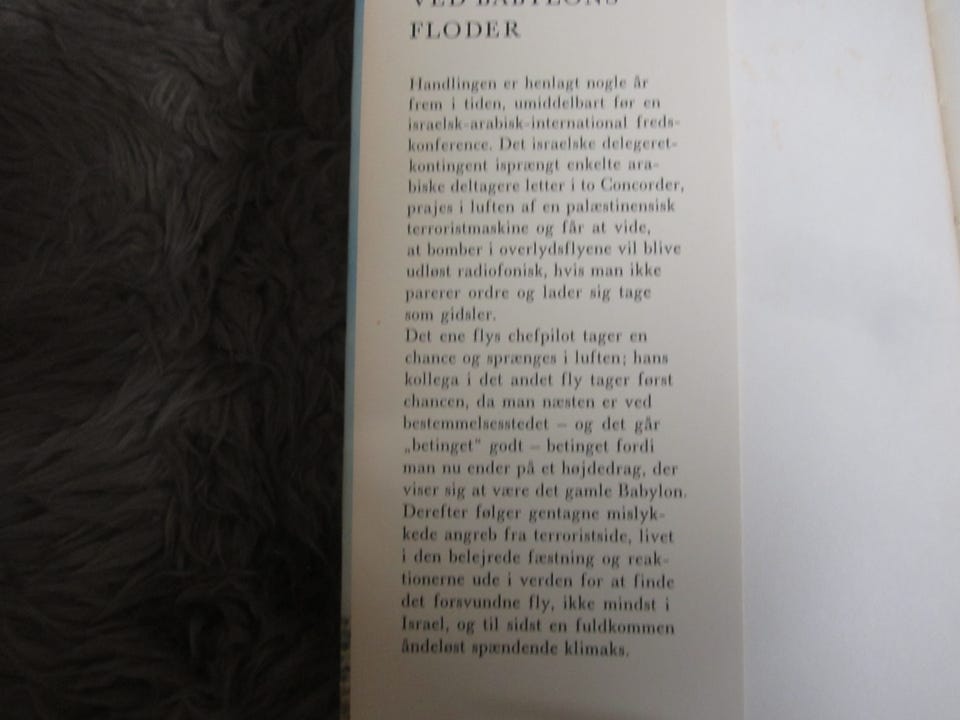 VED BABYLONS
FLODER
Handlingen er henlagt nogle år
frem i tiden, umiddelbart før en
israelsk-arabisk-international freds-
konference. Det israelske delegeret-
kontingent isprængt enkelte ara-
biske deltagere letter i to Concorder,
prajes i luften af en palæstinensisk
terroristmaskine og får at vide,
at bomber i overlydsflyene vil blive
udløst radiofonisk, hvis man ikke
parerer ordre og lader sig tage
som gidsler.
Det ene flys chefpilot tager en
chance og sprænges i luften; hans
kollega i det andet fly tager først
chancen, da man næsten er ved
bestemmelsesstedet – og det går
„betinget“ godt – betinget fordi
man nu ender på et højdedrag, der
viser sig at være det gamle Babylon.
Derefter følger gentagne mislyk-
kede angreb fra terroristside, livet
i den belejrede fæstning og reak-
tionerne ude i verden for at finde
det forsvundne fly, ikke mindst i
Israel, og til sidst en fuldkommen
åndeløst spændende klimaks.